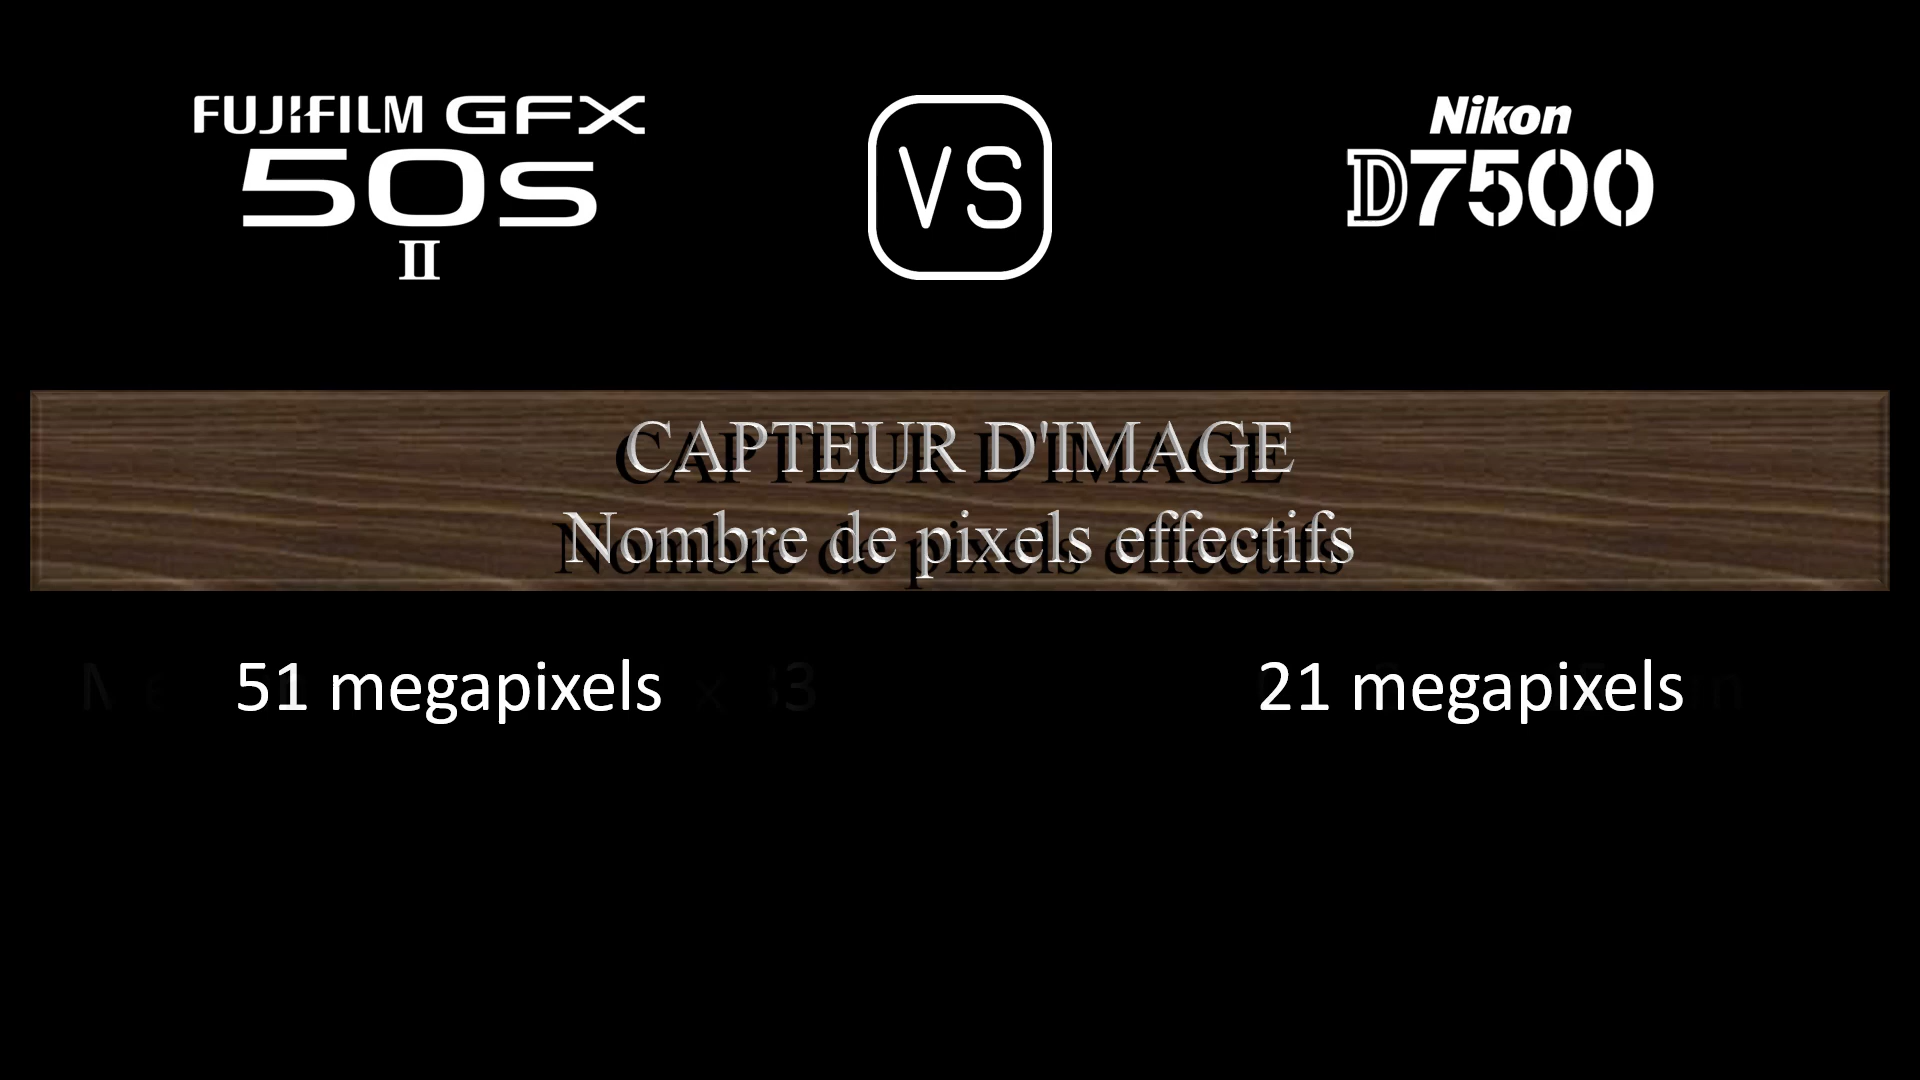 FUJIFILM GFX
50S
II
VS
Nikon
D7500
CAPTEUR D'IMAGE
Nombre de pixels effectifs
51 megapixels
21 megapixels